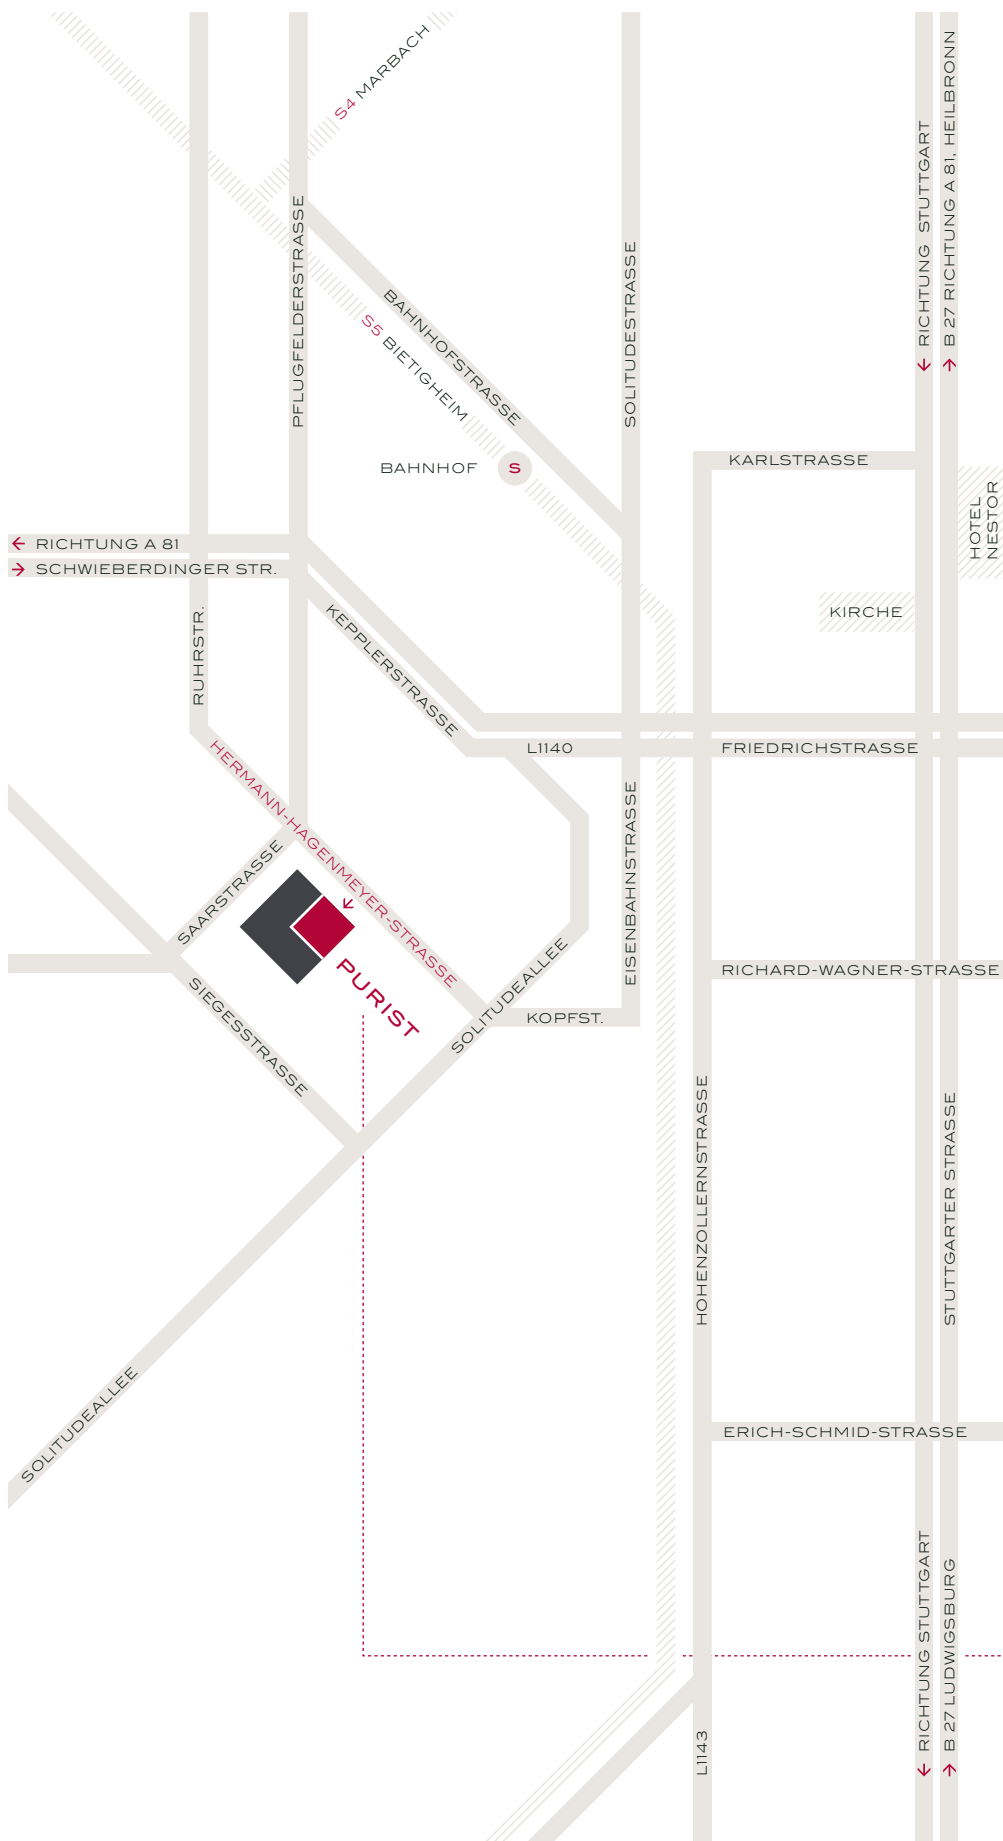 S4 MARBACH
RICHTUNG STUTTGART
B 27 RICHTUNG A 81, HEILBRONN
PFLUGFELDERSTRASSE
BAHNHOFSTRASSE
SOLITUDESTRASSE
S5 BIETIGHEIM
BAHNHOF
S
KARLSTRASSE
HOTEL
NESTOR
RICHTUNG A 81
SCHWIEBERDINGER STR.
KIRCHE
RUHRSTR.
KEPPLERSTRASSE
L1140
FRIEDRICHSTRASSE
HERMANN-HAGENMEYER-STRASSE
SAARSTRASSE
EISENBAHNSTRASSE
SOLITUDEALLEE
PURIST
RICHARD-WAGNER-STRASSE
SIEGESSTRASSE
KOPFST.
HOHENZOLLERNSTRASSE
STUTTGARTER STRASSE
SOLITUDEALLEE
ERICH-SCHMID-STRASSE
RICHTUNG STUTTGART
B 27 LUDWIGSBURG
L1143